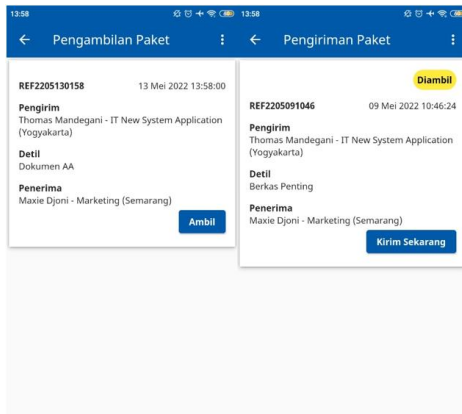 13:58
Pengambilan Paket
REF2205130158 13 Mei 2022 13:58:00
Pengirim
Thomas Mandegani - IT New System Application
(Yogyakarta)
Detil
Dokumen AA
Penerima
Maxie Djoni - Marketing (Semarang)
Ambil
13:58
Pengiriman Paket
Diambil
REF2205091046 09 Mei 2022 10:46:24
Pengirim
Thomas Mandegani - IT New System Application
(Yogyakarta)
Detil
Berkas Penting
Penerima
Maxie Djoni - Marketing (Semarang)
Kirim Sekarang